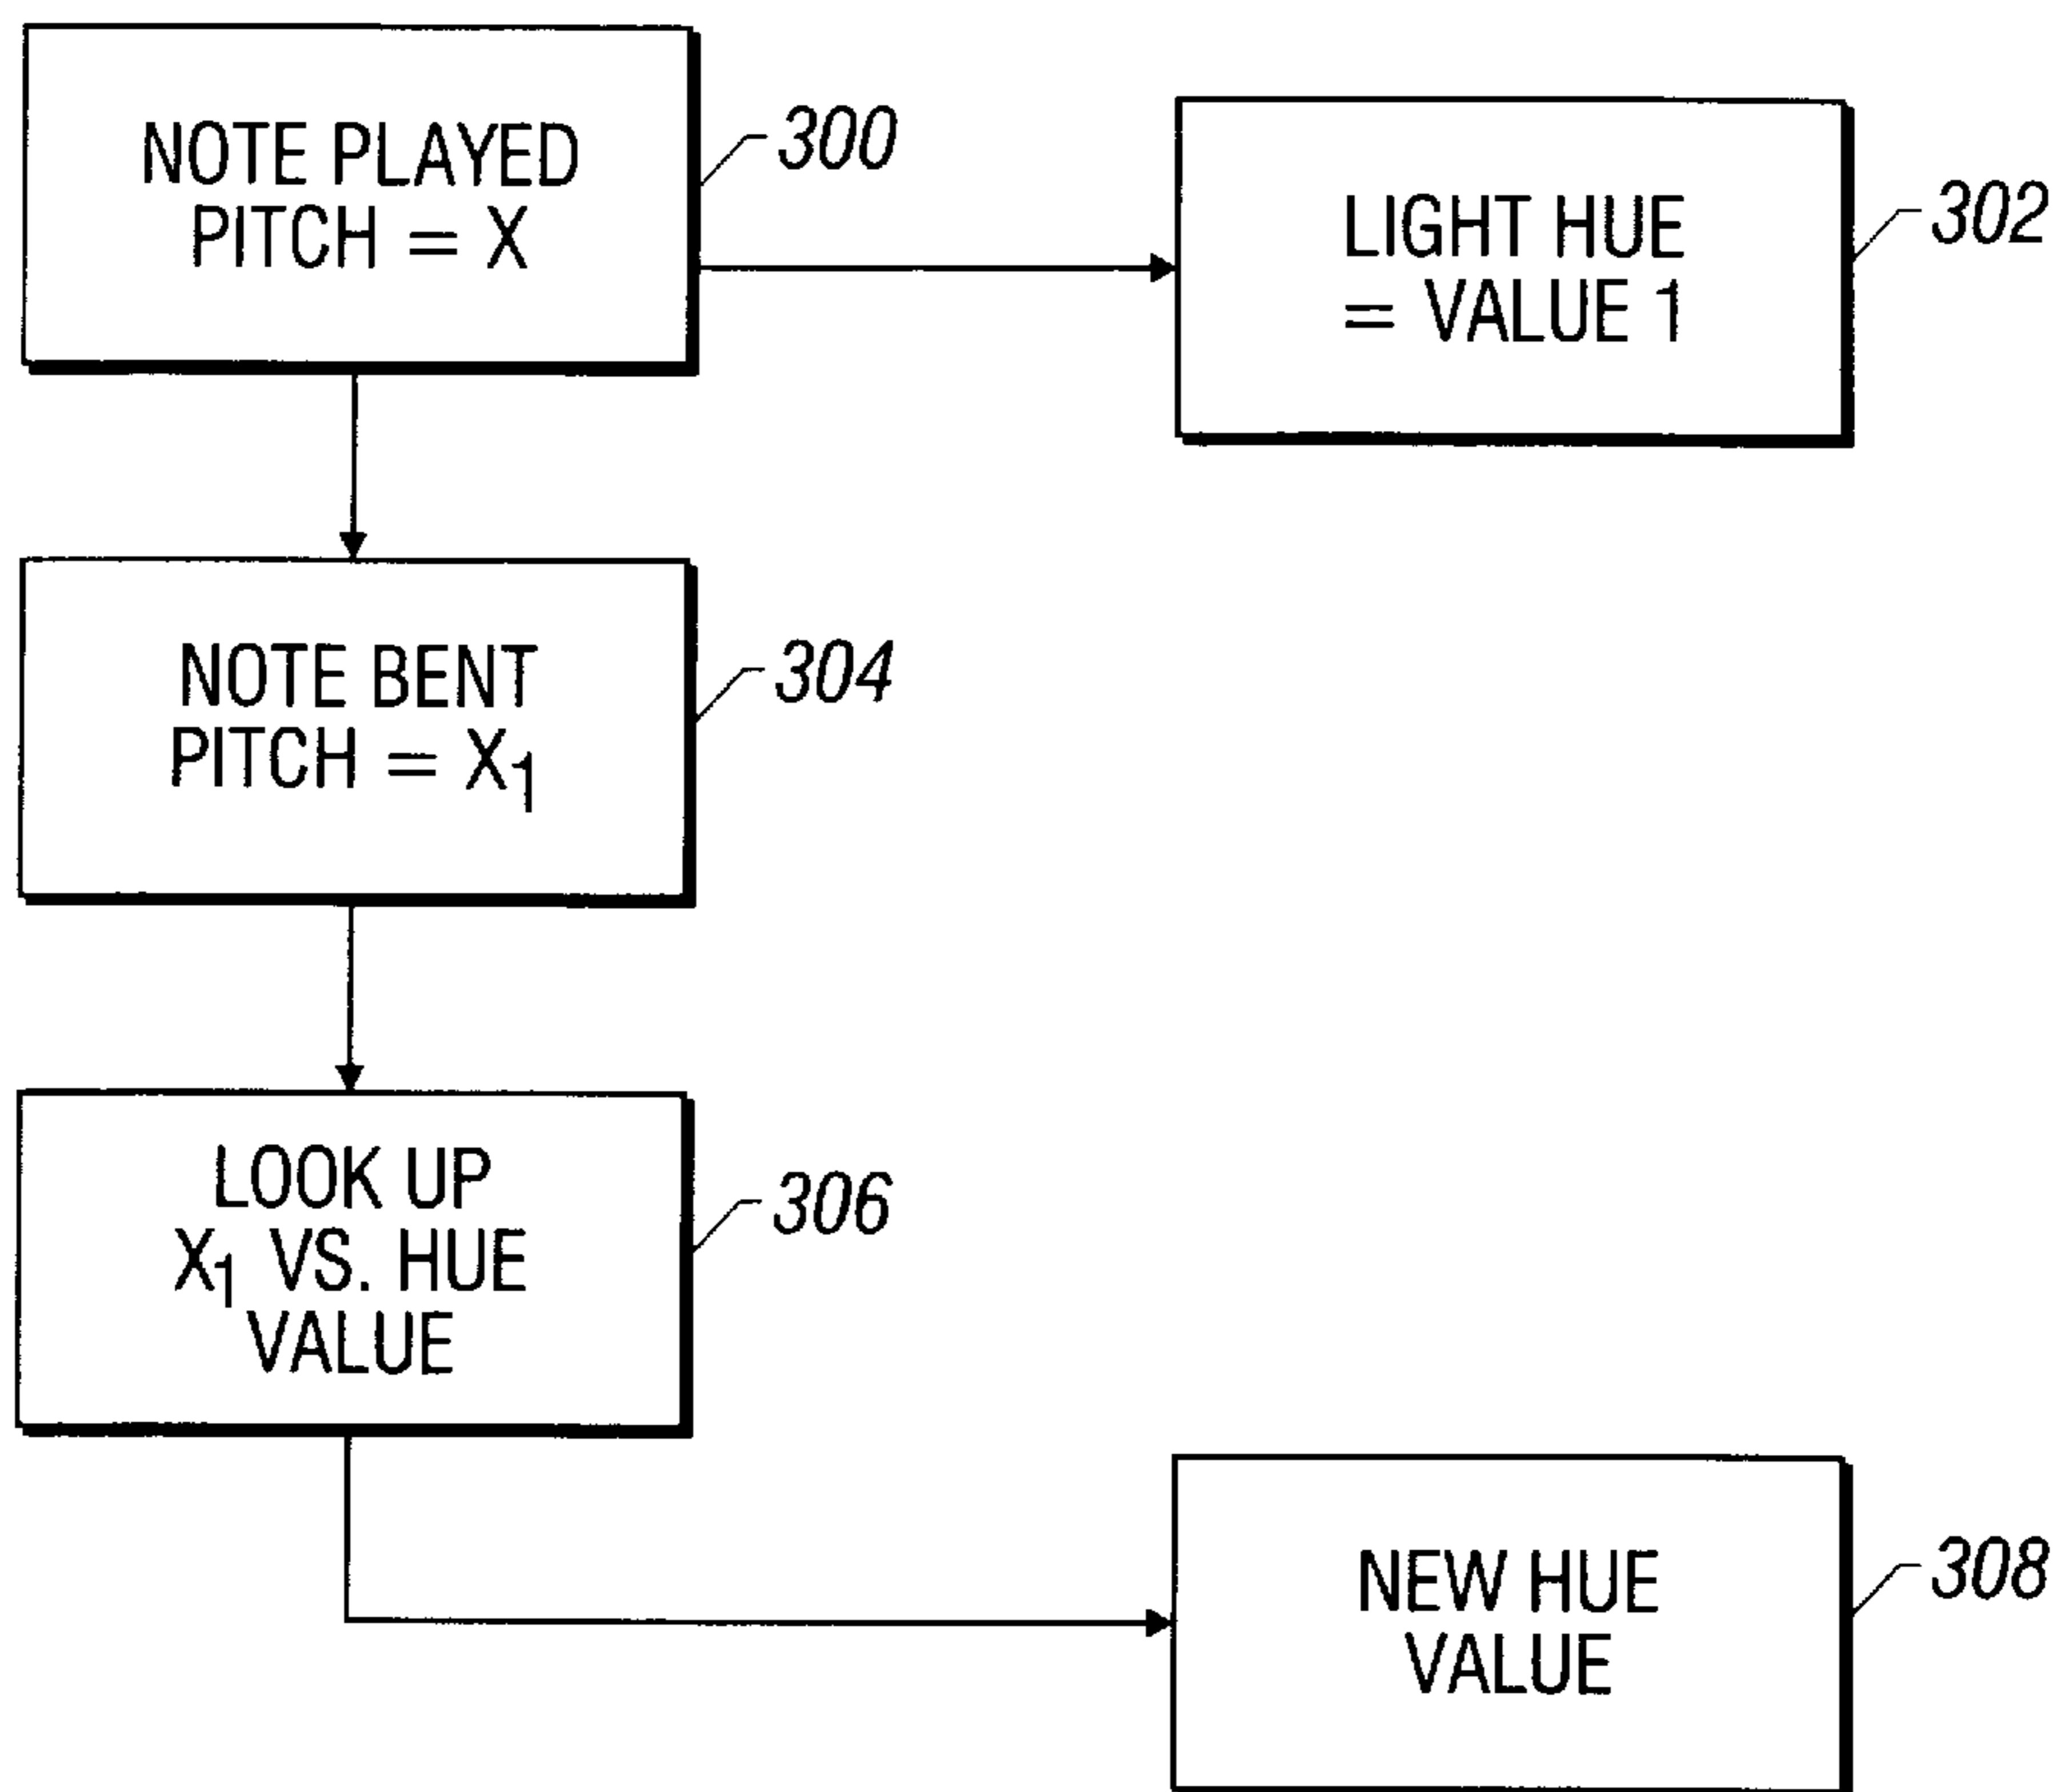 NOTE PLAYED
PITCH = X
300
LIGHT HUE
= VALUE 1
302
NOTE BENT
PITCH = X₁
304
LOOK UP
X₁ VS. HUE
VALUE
306
NEW HUE
VALUE
308